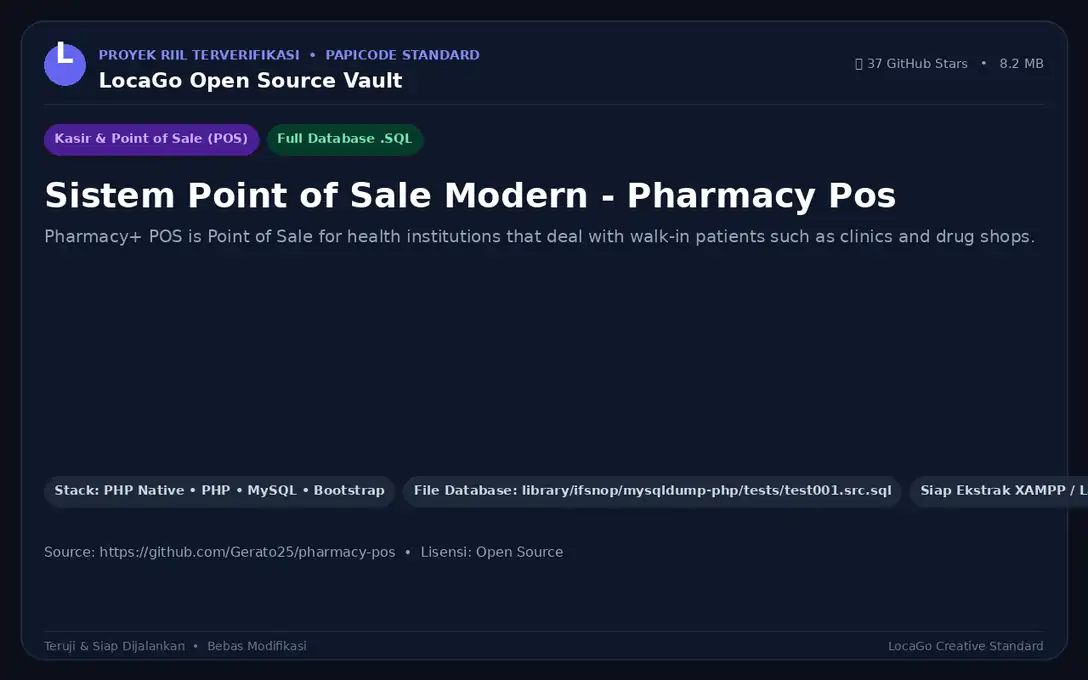 L
PROYEK RIIL TERVERIFIKASI • PAPICODE STANDARD
LocaGo Open Source Vault
37 GitHub Stars • 8.2 MB
Kasir & Point of Sale (POS)
Full Database .SQL
Sistem Point of Sale Modern - Pharmacy Pos
Pharmacy+ POS is Point of Sale for health institutions that deal with walk-in patients such as clinics and drug shops.
Stack: PHP Native • PHP • MySQL • Bootstrap
File Database: library/ifsnop/mysqldump-php/tests/test001.src.sql
Siap Ekstrak XAMPP / L
Source: https://github.com/Gerato25/pharmacy-pos • Lisensi: Open Source
Teruji & Siap Dijalankan • Bebas Modifikasi
LocaGo Creative Standard